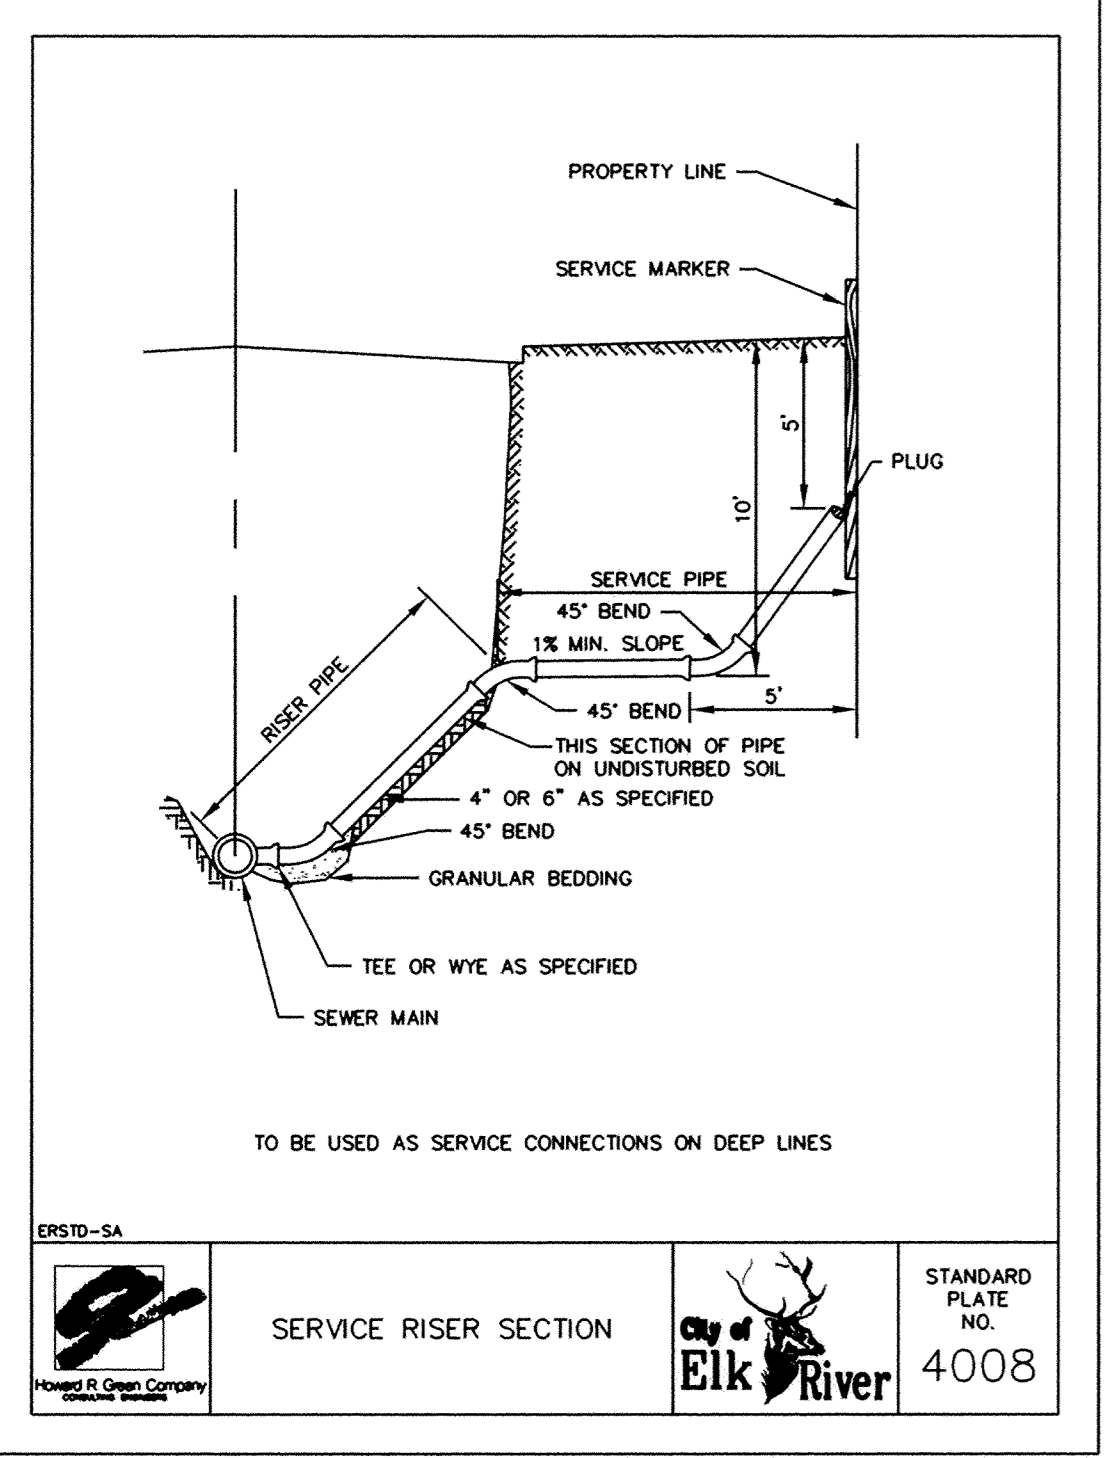 PROPERTY LINE
SERVICE MARKER
5'
PLUG
10'
SERVICE PIPE
45° BEND
1% MIN. SLOPE
RISER PIPE
5'
45° BEND
THIS SECTION OF PIPE
ON UNDISTURBED SOIL
4" OR 6" AS SPECIFIED
45° BEND
GRANULAR BEDDING
TEE OR WYE AS SPECIFIED
SEWER MAIN
TO BE USED AS SERVICE CONNECTIONS ON DEEP LINES
ERSTD-SA
Howard R. Green Company
CONSULTING ENGINEERS
SERVICE RISER SECTION
City of
Elk River
STANDARD
PLATE
NO.
4008